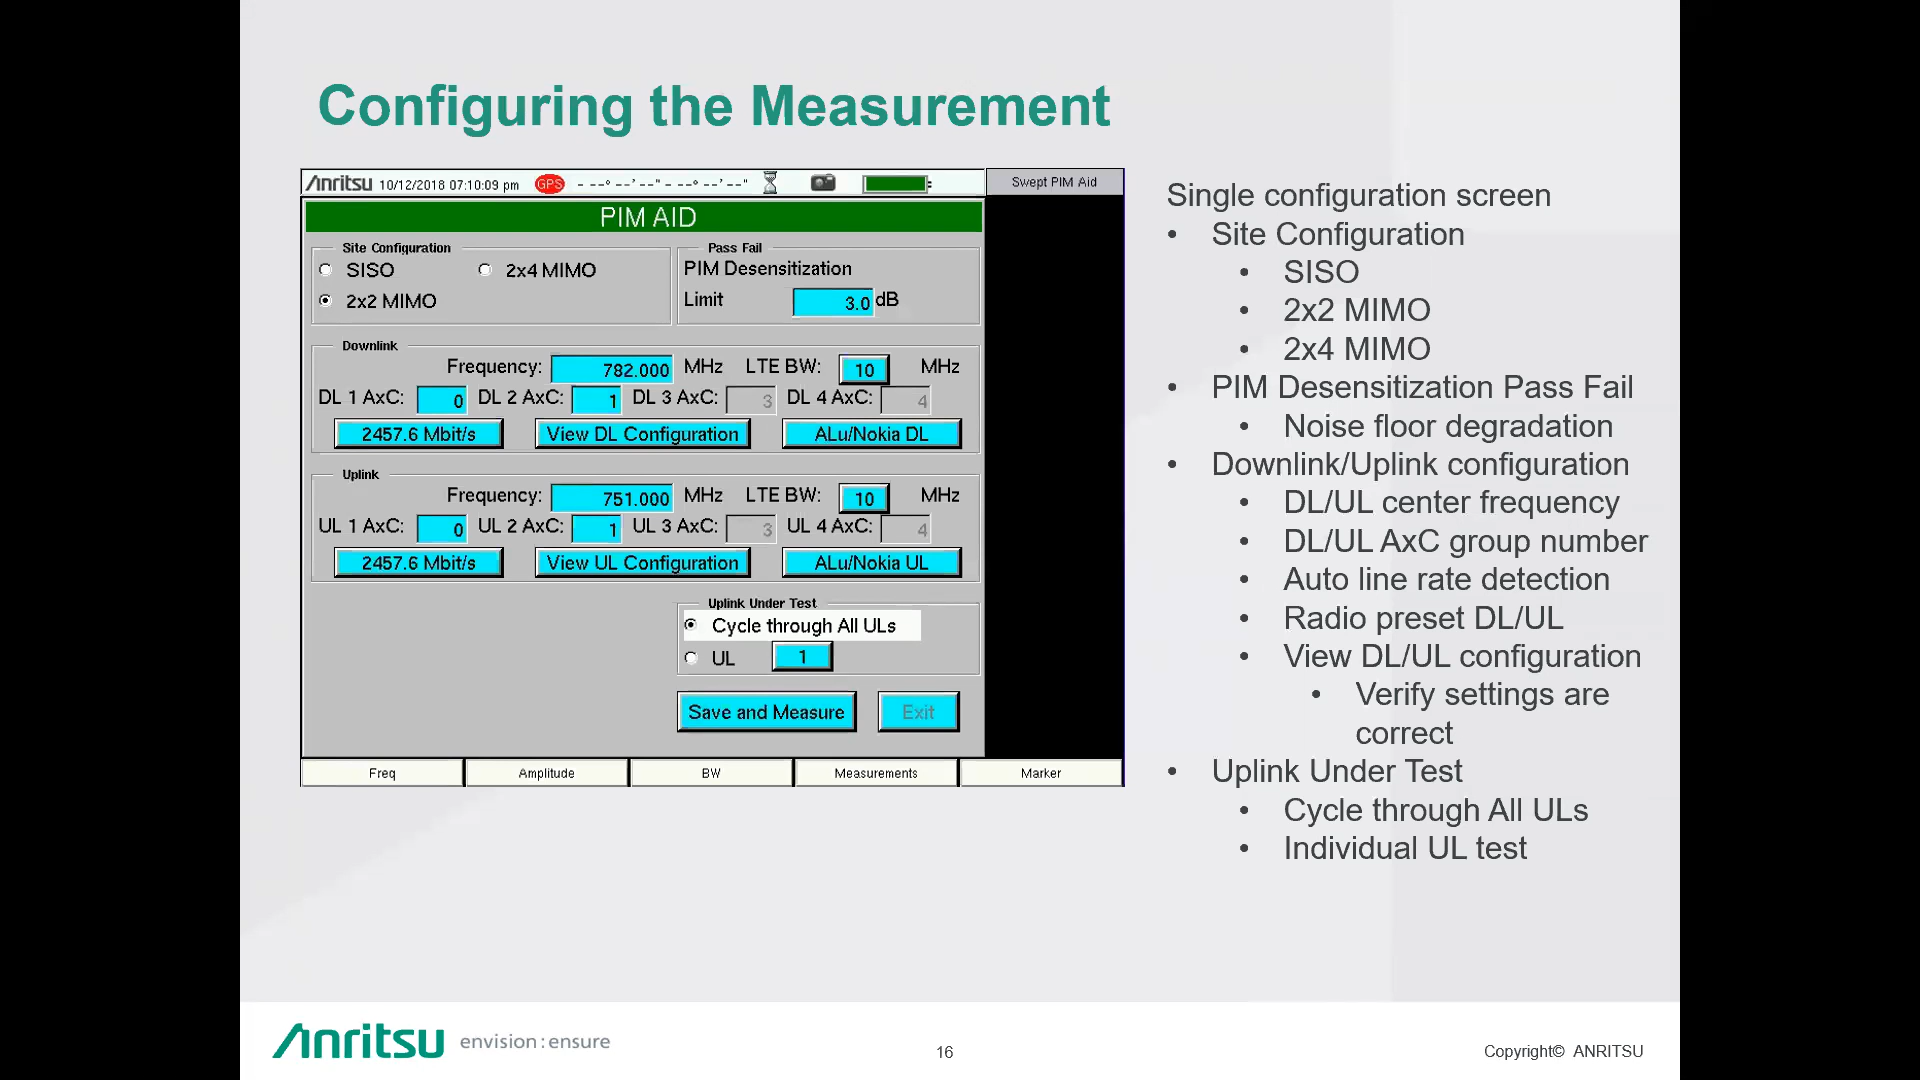 Configuring the Measurement
Anritsu 10/12/2018 07:10:09 pm GPS - --° --'--" - --° --'--" Swept PIM Aid
PIM AID
Site Configuration
SISO 2x4 MIMO
2x2 MIMO
Pass Fail
PIM Desensitization
Limit 3.0 dB
Downlink
Frequency: 782.000 MHz LTE BW: 10 MHz
DL 1 AxC: 0 DL 2 AxC: 1 DL 3 AxC: 3 DL 4 AxC: 4
2457.6 Mbit/s View DL Configuration ALu/Nokia DL
Uplink
Frequency: 751.000 MHz LTE BW: 10 MHz
UL 1 AxC: 0 UL 2 AxC: 1 UL 3 AxC: 3 UL 4 AxC: 4
2457.6 Mbit/s View UL Configuration ALu/Nokia UL
Uplink Under Test
Cycle through All ULs
UL 1
Save and Measure Exit
Freq Amplitude BW Measurements Marker
Single configuration screen
• Site Configuration
• SISO
• 2x2 MIMO
• 2x4 MIMO
• PIM Desensitization Pass Fail
• Noise floor degradation
• Downlink/Uplink configuration
• DL/UL center frequency
• DL/UL AxC group number
• Auto line rate detection
• Radio preset DL/UL
• View DL/UL configuration
• Verify settings are
correct
• Uplink Under Test
• Cycle through All ULs
• Individual UL test
Anritsu envision : ensure
16
Copyright© ANRITSU